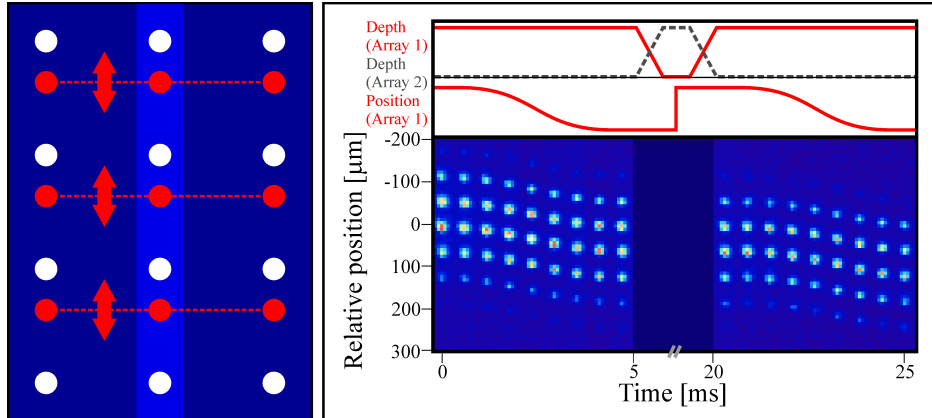 Depth
(Array 1)
Depth
(Array 2)
Position
(Array 1)
Relative position [μm]
-200
-100
0
100
200
300
0
5
20
25
Time [ms]